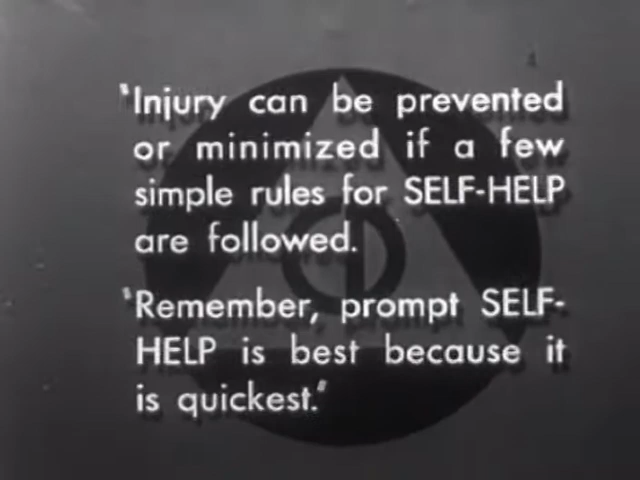 "Injury can be prevented
or minimized if a few
simple rules for SELF-HELP
are followed.
"Remember, prompt SELF-
HELP is best because it
is quickest."